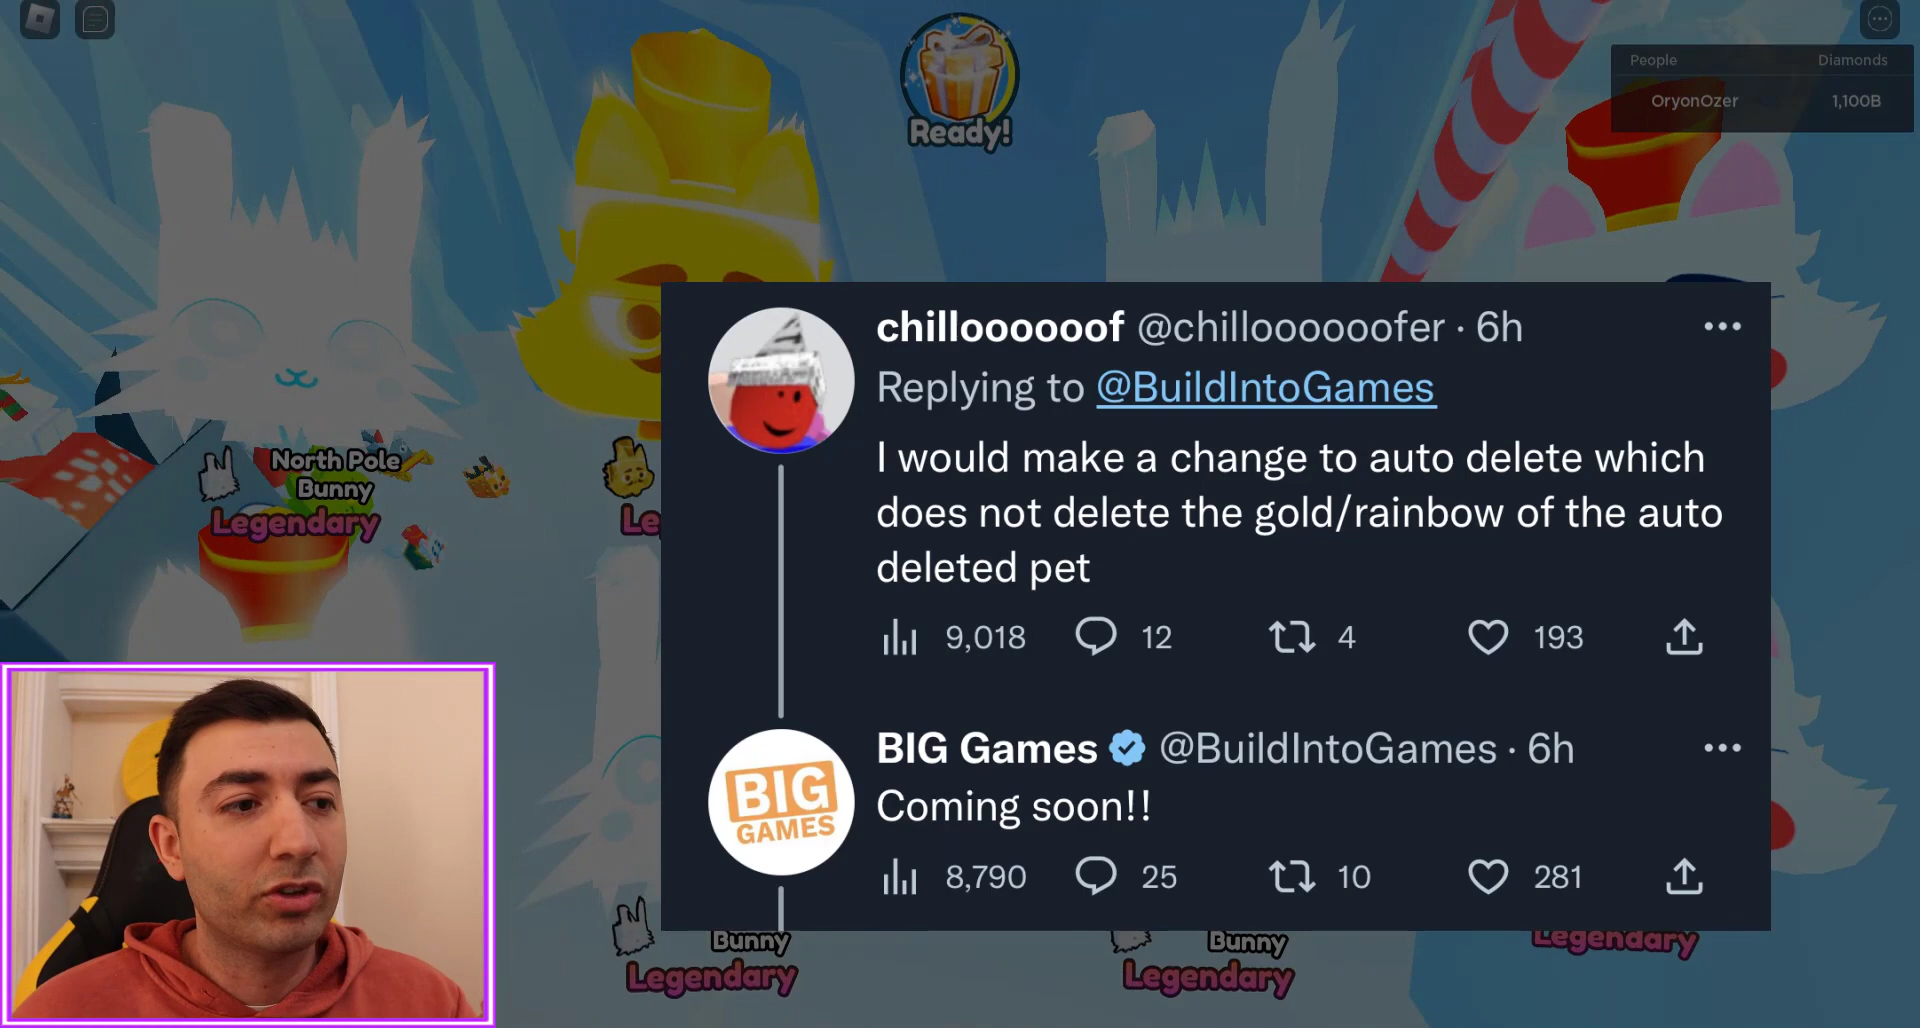 People Diamonds
OryonOzer 1,100B
Ready!
North Pole
Bunny
Legendary
Le
chilloooooof @chillooooooofer · 6h
Replying to @BuildIntoGames
I would make a change to auto delete which
does not delete the gold/rainbow of the auto
deleted pet
9,018 12 4 193
BIG Games @BuildIntoGames · 6h
BIG
GAMES
Coming soon!!
8,790 25 10 281
Bunny
Legendary
Bunny
Legendary
Legendary